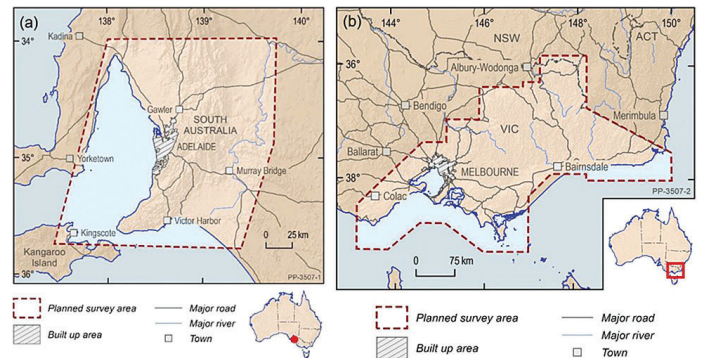 (a)
138°
139°
140°
34°
Kadina
Gawler
SOUTH
AUSTRALIA
ADELAIDE
35°
Yorketown
Murray Bridge
Victor Harbor
Kingscote
0
25 km
Kangaroo
Island
36°
PP-3507-1
Planned survey area
Built up area
Major road
Major river
Town
(b)
144°
146°
148°
150°
NSW
ACT
36°
Albury-Wodonga
Bendigo
Merimbula
VIC
Ballarat
MELBOURNE
Bairnsdale
38°
PP-3507-2
Colac
0
75 km
Planned survey area
Built up area
Major road
Major river
Town